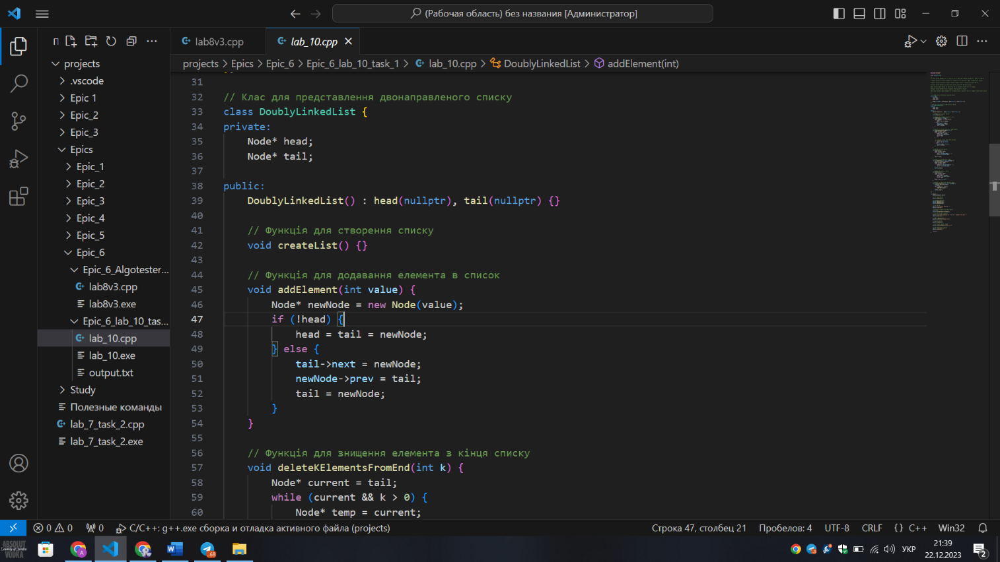 (Рабочая область) без названия [Администратор]
П
lab8v3.cpp
lab_10.cpp
projects > Epics > Epic_6 > Epic_6_lab_10_task_1 > lab_10.cpp > DoublyLinkedList > addElement(int)
projects
.vscode
Epic 1
Epic_2
Epic_3
Epics
Epic_1
Epic_2
Epic_3
Epic_4
Epic_5
Epic_6
Epic_6_Algotester...
lab8v3.cpp
lab8v3.exe
Epic_6_lab_10_tas...
lab_10.cpp
lab_10.exe
output.txt
Study
Полезные команды
lab_7_task_2.cpp
lab_7_task_2.exe
31
32 // Клас для представлення двонаправленого списку
33 class DoublyLinkedList {
34 private:
35 Node* head;
36 Node* tail;
37
38 public:
39 DoublyLinkedList() : head(nullptr), tail(nullptr) {}
40
41 // Функція для створення списку
42 void createList() {}
43
44 // Функція для додавання елемента в список
45 void addElement(int value) {
46 Node* newNode = new Node(value);
47 if (!head) {
48 head = tail = newNode;
49 } else {
50 tail->next = newNode;
51 newNode->prev = tail;
52 tail = newNode;
53 }
54 }
55
56 // Функція для знищення елемента з кінця списку
57 void deleteKElementsFromEnd(int k) {
58 Node* current = tail;
59 while (current && k > 0) {
60 Node* temp = current;
0 0 0 C/C++: g++.exe сборка и отладка активного файла (projects)
Строка 47, столбец 21 Пробелов: 4 UTF-8 CRLF {} C++ Win32
ABSOLUT
Country of Sweden
VODKA
68
УКР
21:39
22.12.2023
2